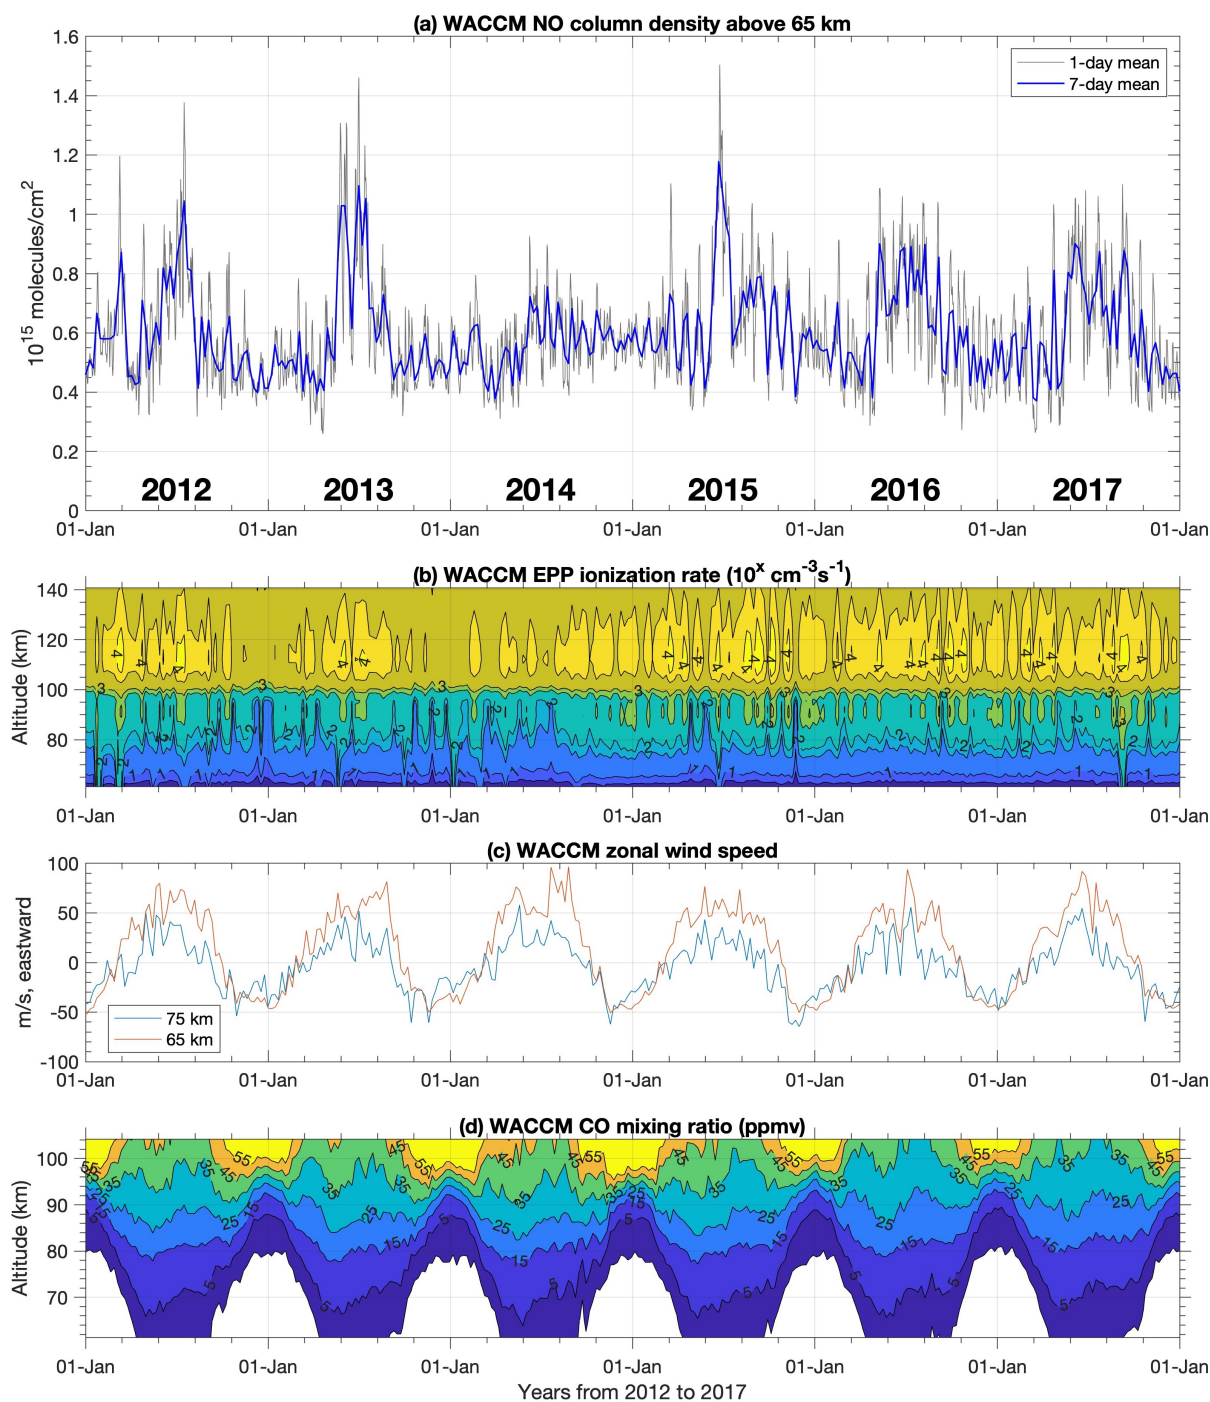 (a) WACCM NO column density above 65 km
1.6
1.4
1.2
1
0.8
0.6
0.4
0.2
0
10^15 molecules/cm^2
1-day mean
7-day mean
2012 2013 2014 2015 2016 2017
01-Jan 01-Jan 01-Jan 01-Jan 01-Jan 01-Jan 01-Jan
(b) WACCM EPP ionization rate (10^x cm^-3s^-1)
140
120
100
80
Altitude (km)
01-Jan 01-Jan 01-Jan 01-Jan 01-Jan 01-Jan 01-Jan
(c) WACCM zonal wind speed
100
50
0
-50
-100
m/s, eastward
75 km
65 km
01-Jan 01-Jan 01-Jan 01-Jan 01-Jan 01-Jan 01-Jan
(d) WACCM CO mixing ratio (ppmv)
100
90
80
70
Altitude (km)
01-Jan 01-Jan 01-Jan 01-Jan 01-Jan 01-Jan 01-Jan
Years from 2012 to 2017